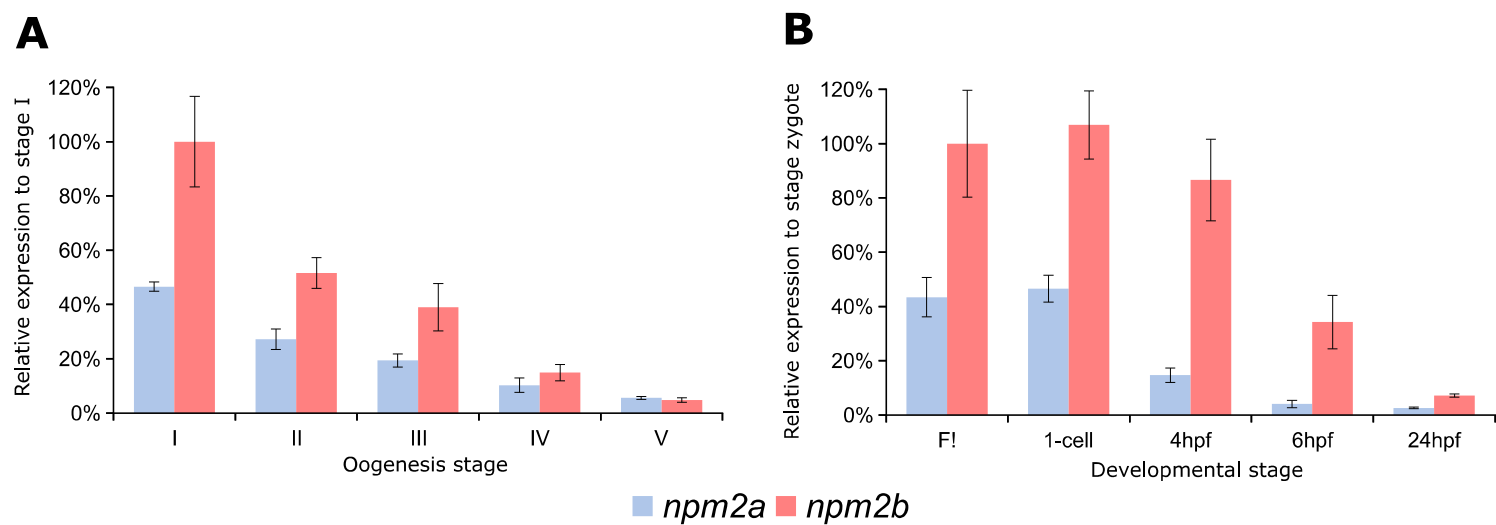 A
Relative expression to stage I
120%
100%
80%
60%
40%
20%
0%
I II III IV V
Oogenesis stage
B
Relative expression to stage zygote
120%
100%
80%
60%
40%
20%
0%
F! 1-cell 4hpf 6hpf 24hpf
Developmental stage
npm2a npm2b